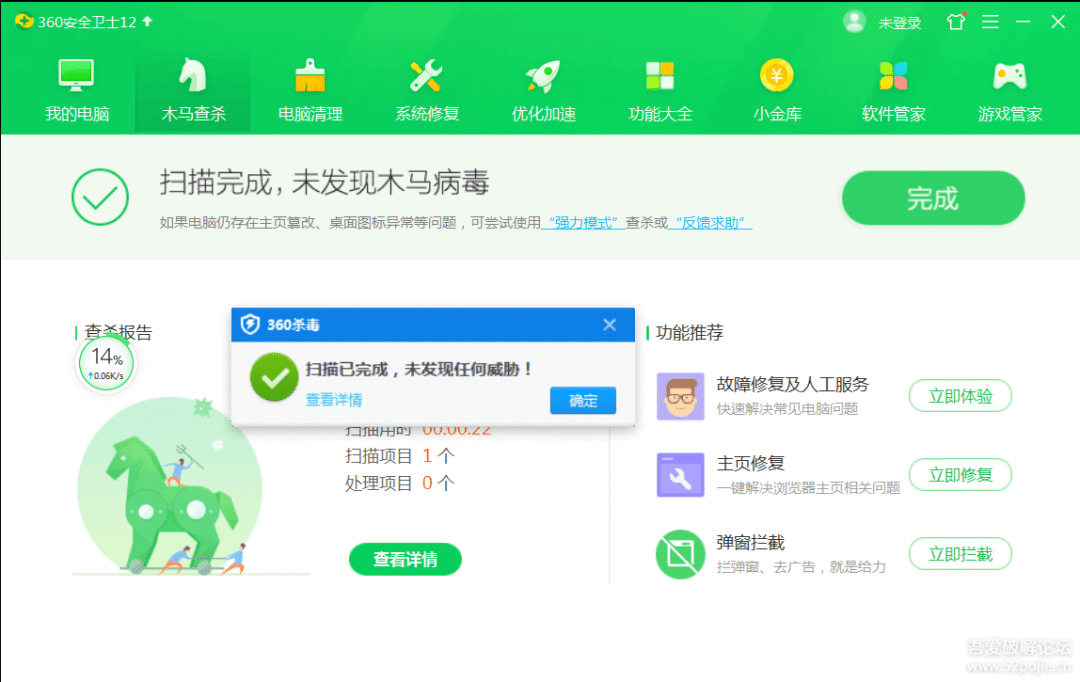 360安全卫士12
未登录
我的电脑
木马查杀
电脑清理
系统修复
优化加速
功能大全
小金库
软件管家
游戏管家
扫描完成, 未发现木马病毒
如果电脑仍存在主页篡改、桌面图标异常等问题，可尝试使用“强力模式”查杀或“反馈求助”
完成
查杀报告
14%
↑0.06K/s
360杀毒
扫描已完成，未发现任何威胁！
查看详情
确定
扫描用时 00:00:22
扫描项目 1 个
处理项目 0 个
查看详情
功能推荐
故障修复及人工服务
快速解决常见电脑问题
立即体验
主页修复
一键解决浏览器主页相关问题
立即修复
弹窗拦截
拦弹窗、去广告，就是给力
立即拦截
吾爱破解论坛
www.52pojie.cn